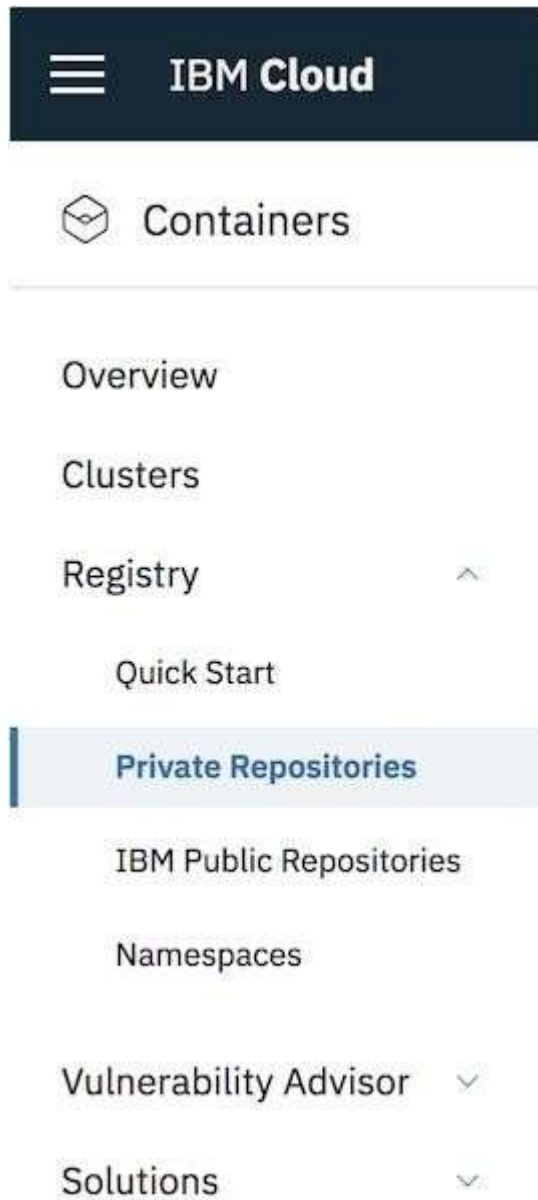 IBM Cloud
Containers
Overview
Clusters
Registry
Quick Start
Private Repositories
IBM Public Repositories
Namespaces
Vulnerability Advisor
Solutions